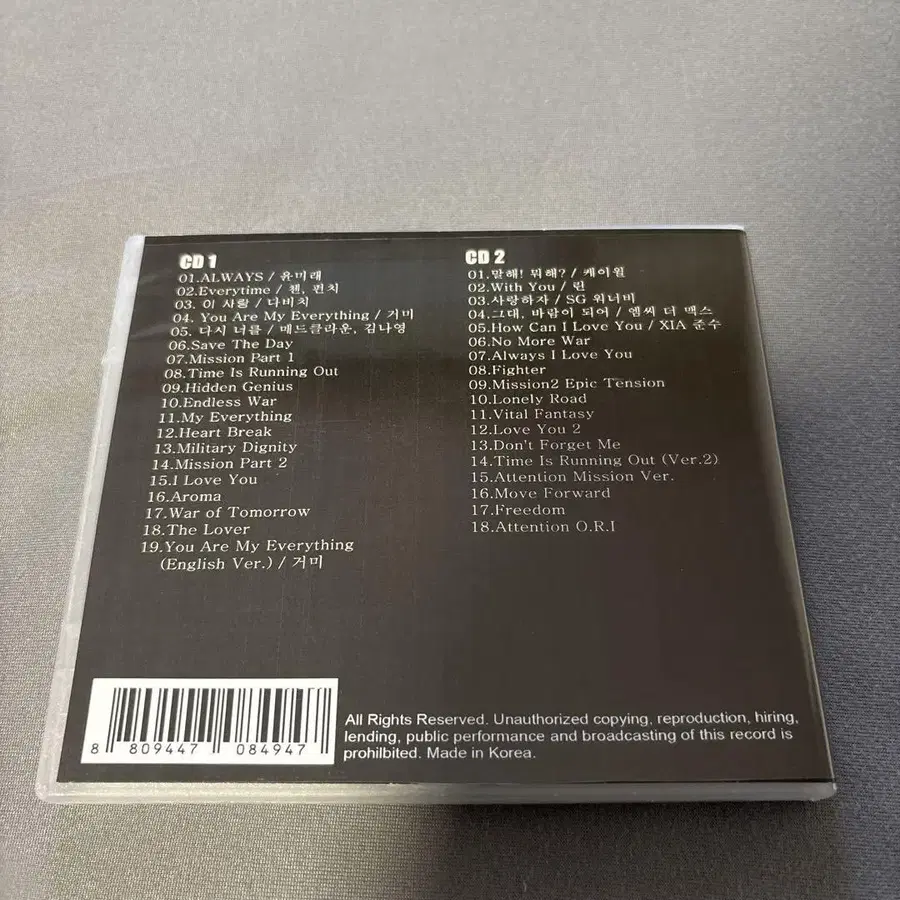 CD 1
01.ALWAYS / 윤미래
02.Everytime / 첸, 펀치
03. 이 사랑 / 다비치
04. You Are My Everything / 거미
05. 다시 너를 / 매드클라운, 김나영
06.Save The Day
07.Mission Part 1
08.Time Is Running Out
09.Hidden Genius
10.Endless War
11.My Everything
12.Heart Break
13.Military Dignity
14.Mission Part 2
15.I Love You
16.Aroma
17.War of Tomorrow
18.The Lover
19.You Are My Everything
(English Ver.) / 거미
CD 2
01.말해! 뭐해? / 케이윌
02.With You / 린
03.사랑하자 / SG 워너비
04.그대, 바람이 되어 / 엠씨 더 맥스
05.How Can I Love You / XIA 준수
06.No More War
07.Always I Love You
08.Fighter
09.Mission2 Epic Tension
10.Lonely Road
11.Vital Fantasy
12.Love You 2
13.Don't Forget Me
14.Time Is Running Out (Ver.2)
15.Attention Mission Ver.
16.Move Forward
17.Freedom
18.Attention O.R.I
8 809447 084947
All Rights Reserved. Unauthorized copying, reproduction, hiring,
lending, public performance and broadcasting of this record is
prohilbited. Made in Korea.